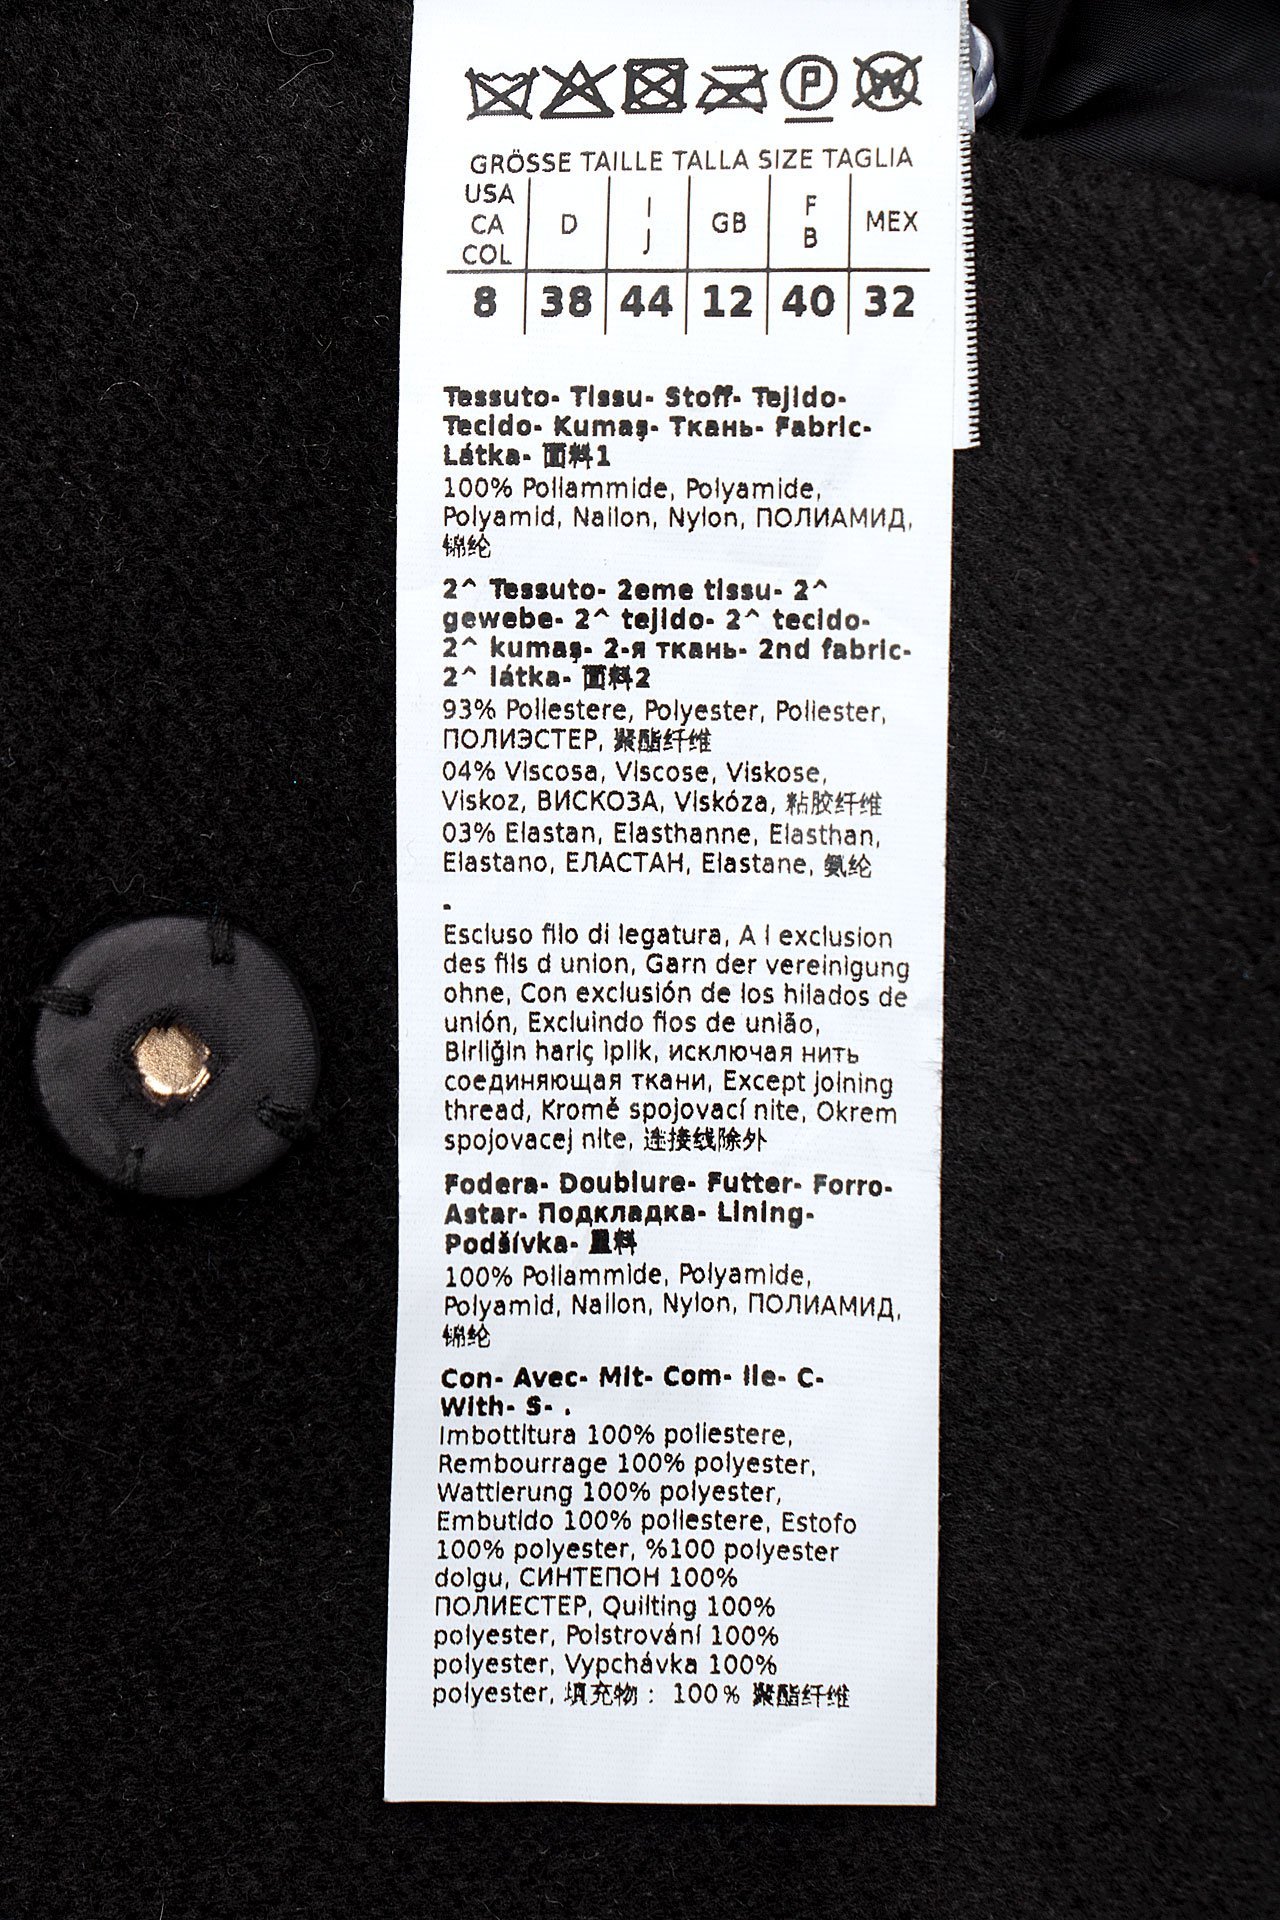 P W
GRÖSSE TAILLE TALLA SIZE TAGLIA
USA CA COL D I J GB F B MEX
8 38 44 12 40 32
Tessuto- Tissu- Stoff- Tejido-
Tecido- Kumaş- Ткань- Fabric-
Látka- 面料1
100% Poliammide, Polyamide,
Polyamid, Nailon, Nylon, ПОЛИАМИД,
锦纶
2^ Tessuto- 2eme tissu- 2^
gewebe- 2^ tejido- 2^ tecido-
2^ kumaş- 2-я ткань- 2nd fabric-
2^ látka- 面料2
93% Poliestere, Polyester, Poliester,
ПОЛИЭСТЕР, 聚酯纤维
04% Viscosa, Viscose, Viskose,
Viskoz, ВИСКОЗА, Viskóza, 粘胶纤维
03% Elastan, Elasthanne, Elasthan,
Elastano, ЕЛАСТАН, Elastane, 氨纶
.
Escluso filo di legatura, A l exclusion
des fils d union, Garn der vereinigung
ohne, Con exclusión de los hilados de
unión, Excluindo fios de união,
Birliğin hariç iplik, исключая нить
соединяющая ткани, Except joining
thread, Kromě spojovací nite, Okrem
spojovacej nite, 连接线除外
Fodera- Doublure- Futter- Forro-
Astar- Подкладка- Lining-
Podšívka- 里料
100% Poliammide, Polyamide,
Polyamid, Nailon, Nylon, ПОЛИАМИД,
锦纶
Con- Avec- Mit- Com- Ile- C-
With- S- .
Imbottitura 100% poliestere,
Rembourrage 100% polyester,
Wattierung 100% polyester,
Embutido 100% poliestere, Estofo
100% polyester, %100 polyester
dolgu, СИНТЕПОН 100%
ПОЛИЕСТЕР, Quilting 100%
polyester, Polstrování 100%
polyester, Vypchávka 100%
polyester, 填充物： 100% 聚酯纤维